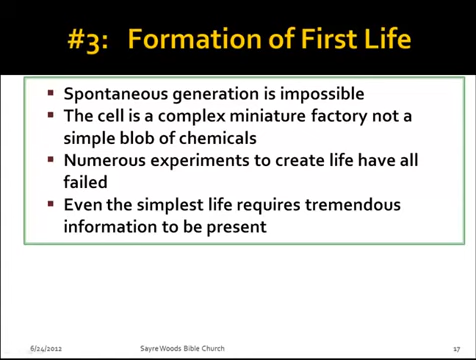 #3: Formation of First Life
▪ Spontaneous generation is impossible
▪ The cell is a complex miniature factory not a
simple blob of chemicals
▪ Numerous experiments to create life have all
failed
▪ Even the simplest life requires tremendous
information to be present
6/24/2012 Sayre Woods Bible Church 17